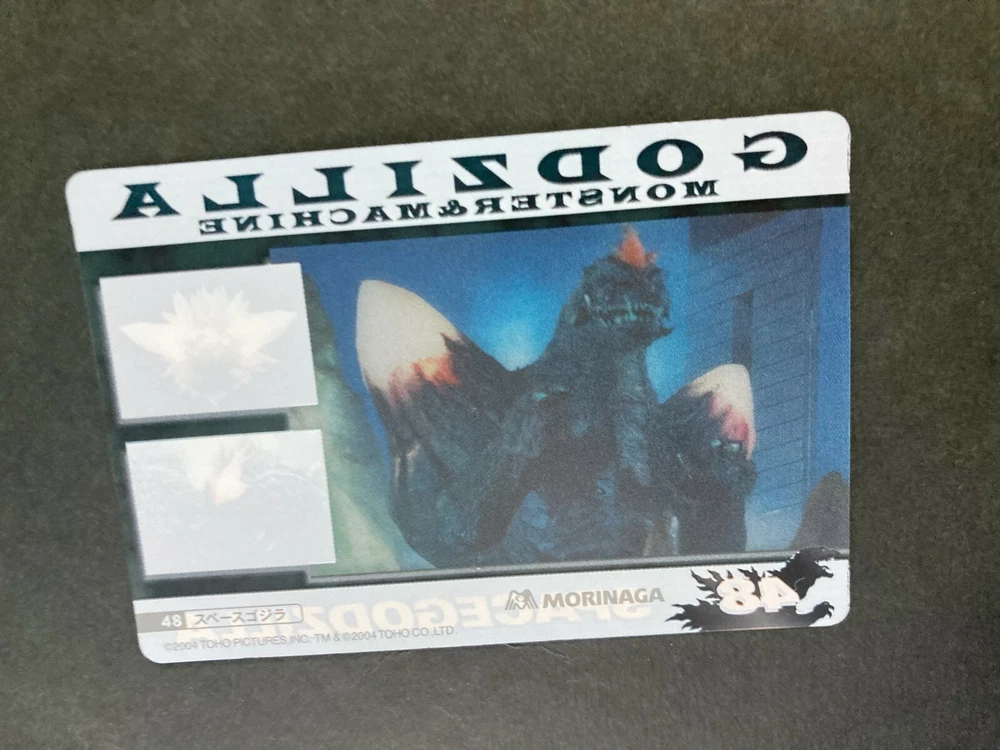 GODZILLA
MONSTER&MACHINE
MORINAGA
48
SPACEGODZILLA
48 スペースゴジラ
©2004 TOHO PICTURES,INC. TM & ©2004 TOHO CO.,LTD.